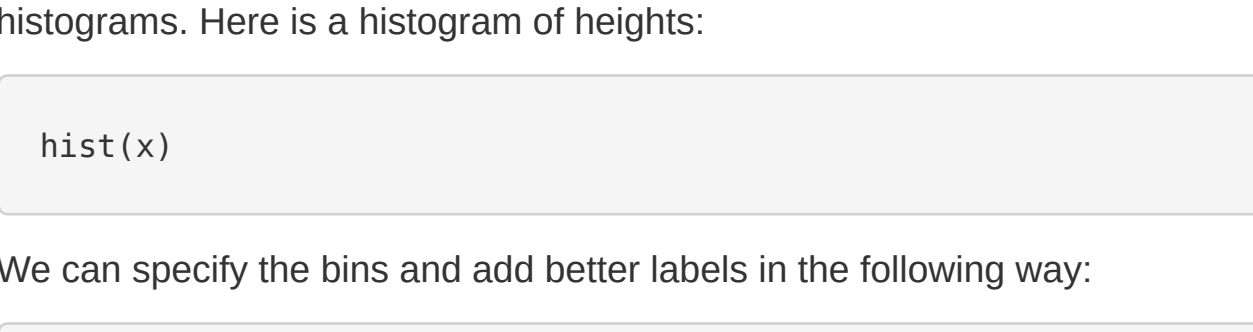 histograms. Here is a histogram of heights:
hist(x)
We can specify the bins and add better labels in the following way: